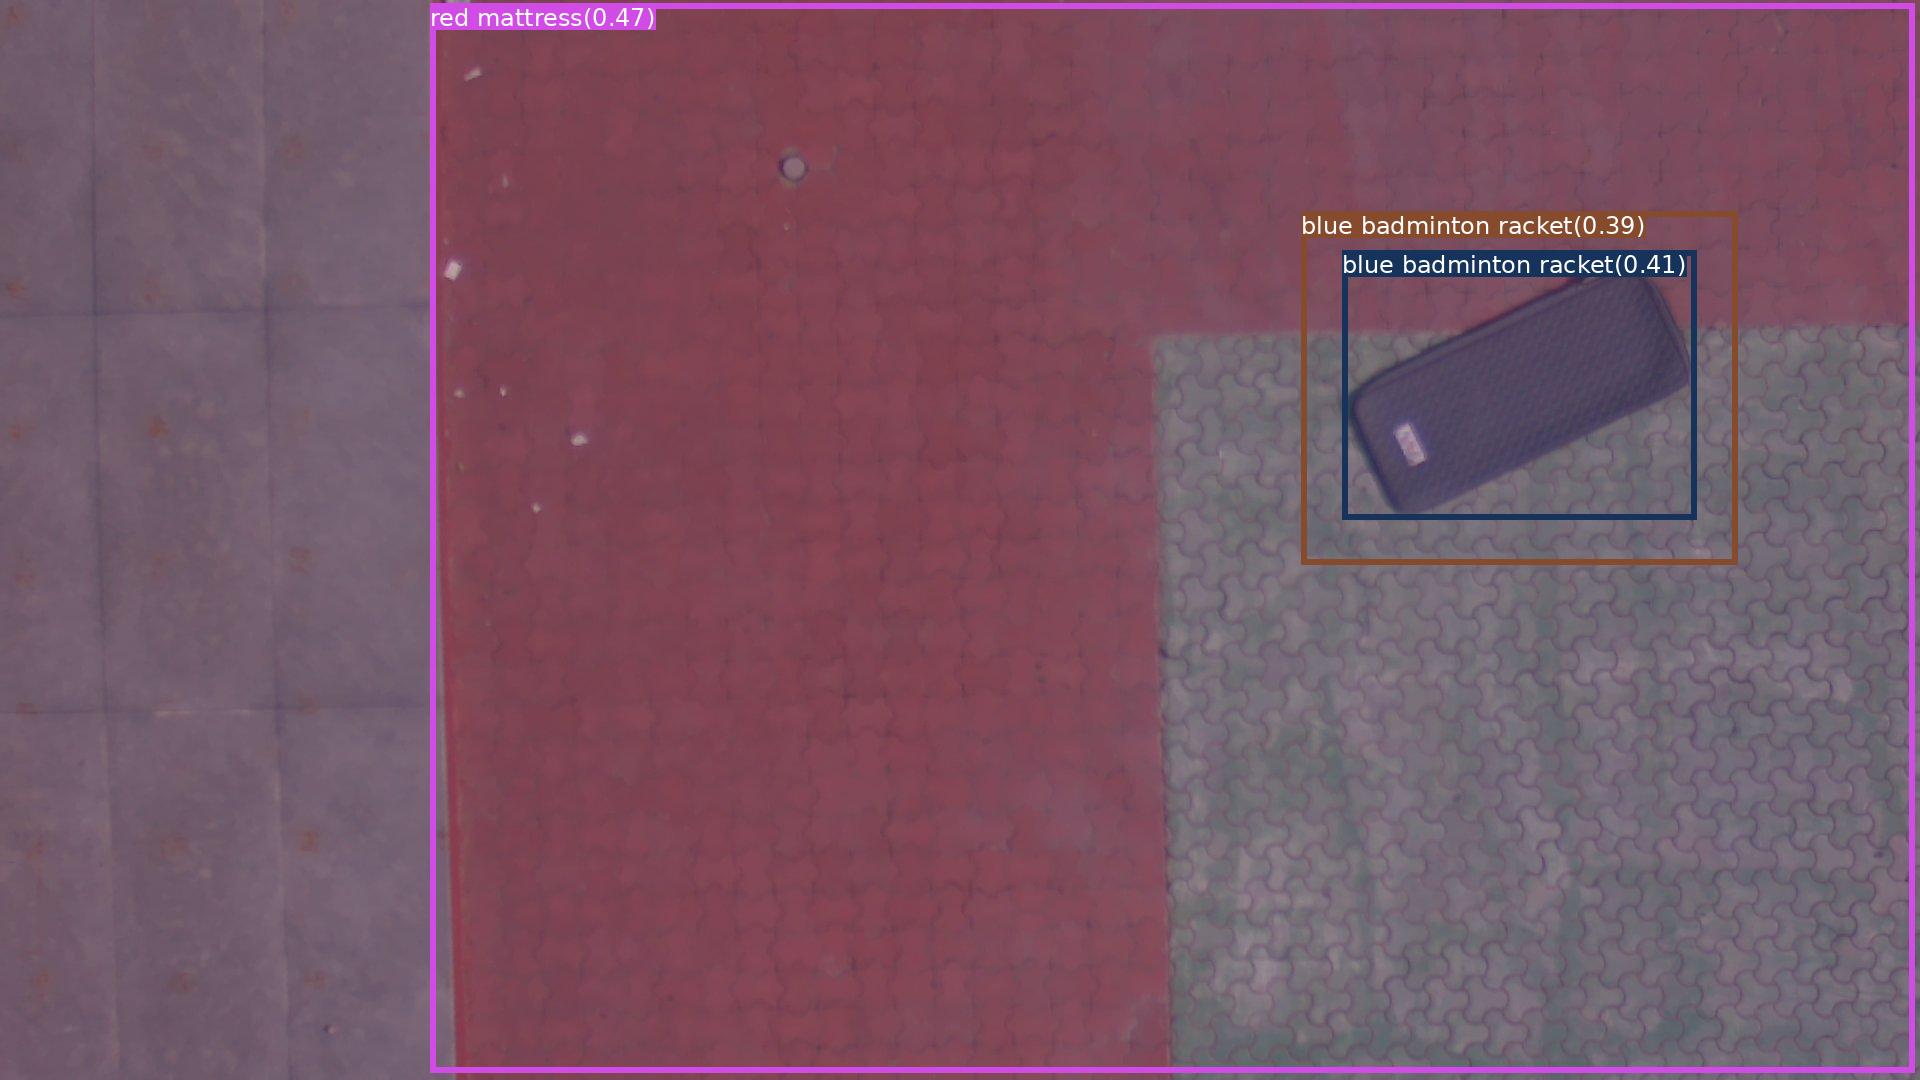 red mattress(0.47)
blue badminton racket(0.39)
blue badminton racket(0.41)